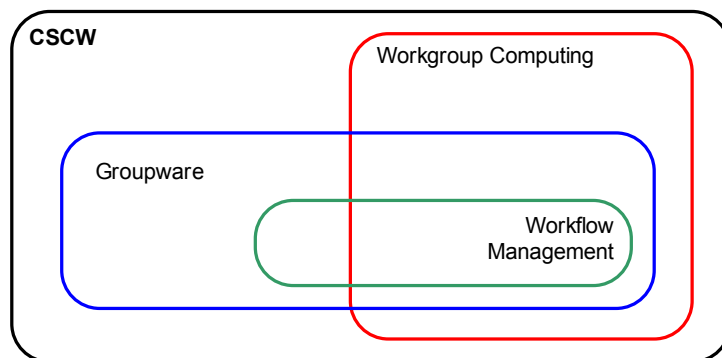 CSCW
Workgroup Computing
Groupware
Workflow
Management